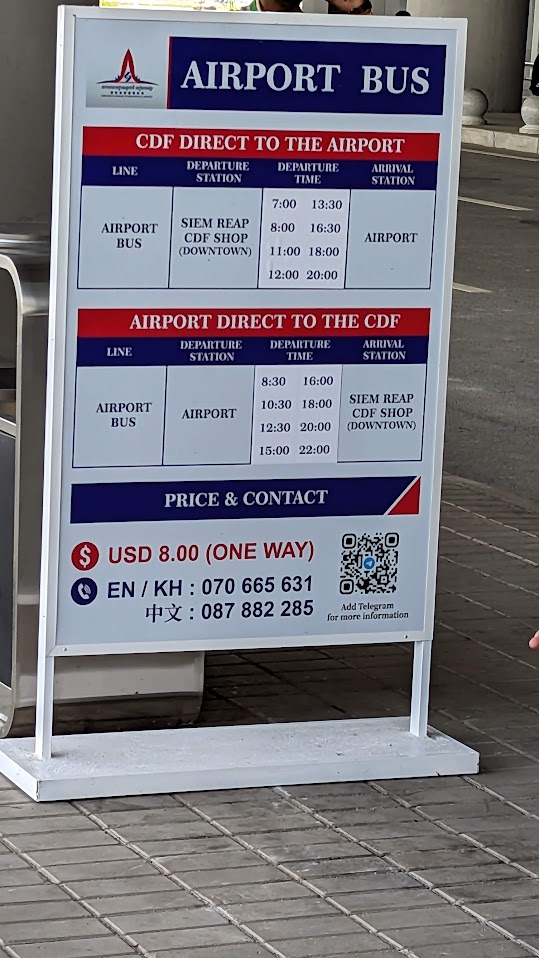 AIRPORT BUS
CDF DIRECT TO THE AIRPORT
LINE DEPARTURE STATION DEPARTURE TIME ARRIVAL STATION
AIRPORT BUS
SIEM REAP CDF SHOP (DOWNTOWN)
7:00 13:30
8:00 16:30
11:00 18:00
12:00 20:00
AIRPORT
AIRPORT DIRECT TO THE CDF
LINE DEPARTURE STATION DEPARTURE TIME ARRIVAL STATION
AIRPORT BUS
AIRPORT
8:30 16:00
10:30 18:00
12:30 20:00
15:00 22:00
SIEM REAP CDF SHOP (DOWNTOWN)
PRICE & CONTACT
$ USD 8.00 (ONE WAY)
EN / KH : 070 665 631
中文 : 087 882 285
Add Telegram
for more information